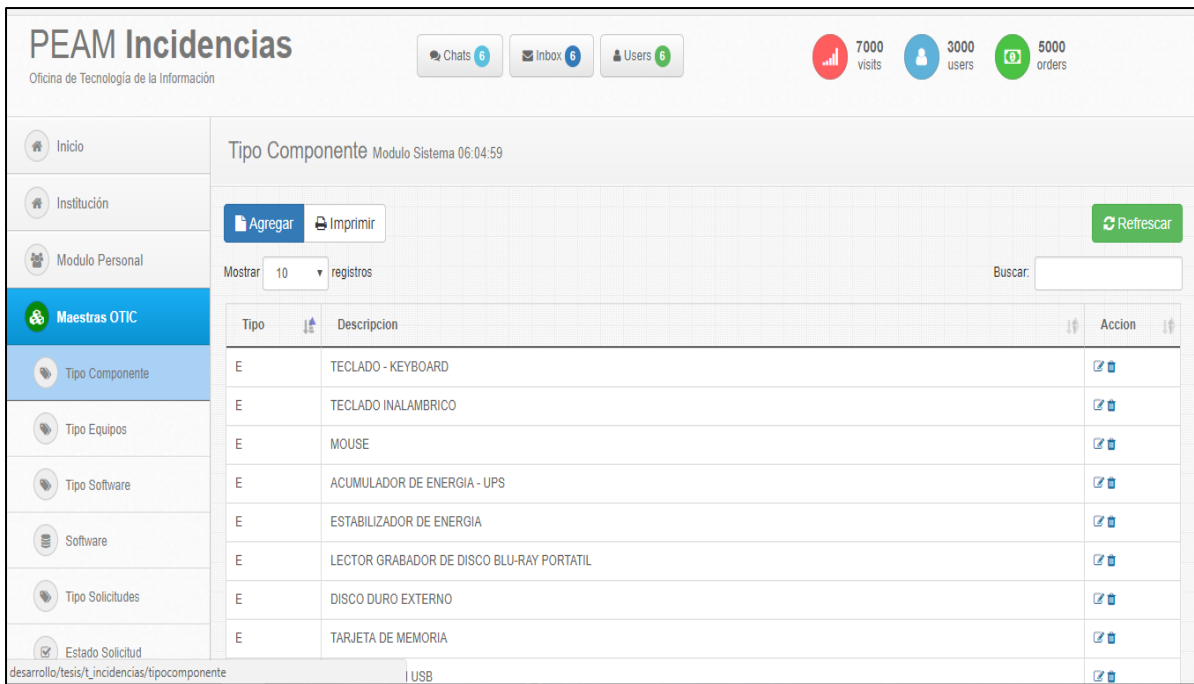 PEAM Incidencias
Oficina de Tecnología de la Información
Chats 6
Inbox 6
Users 6
7000 visits
3000 users
5000 orders
Inicio
Institución
Modulo Personal
Maestras OTIC
Tipo Componente
Tipo Equipos
Tipo Software
Software
Tipo Solicitudes
Estado Solicitud
desarrollo/tesis/t_incidencias/tipocomponente
Tipo Componente Modulo Sistema 06:04:59
Agregar Imprimir Refrescar
Mostrar 10 registros Buscar:
Tipo Descripcion Accion
E TECLADO - KEYBOARD
E TECLADO INALAMBRICO
E MOUSE
E ACUMULADOR DE ENERGIA - UPS
E ESTABILIZADOR DE ENERGIA
E LECTOR GRABADOR DE DISCO BLU-RAY PORTATIL
E DISCO DURO EXTERNO
E TARJETA DE MEMORIA
USB